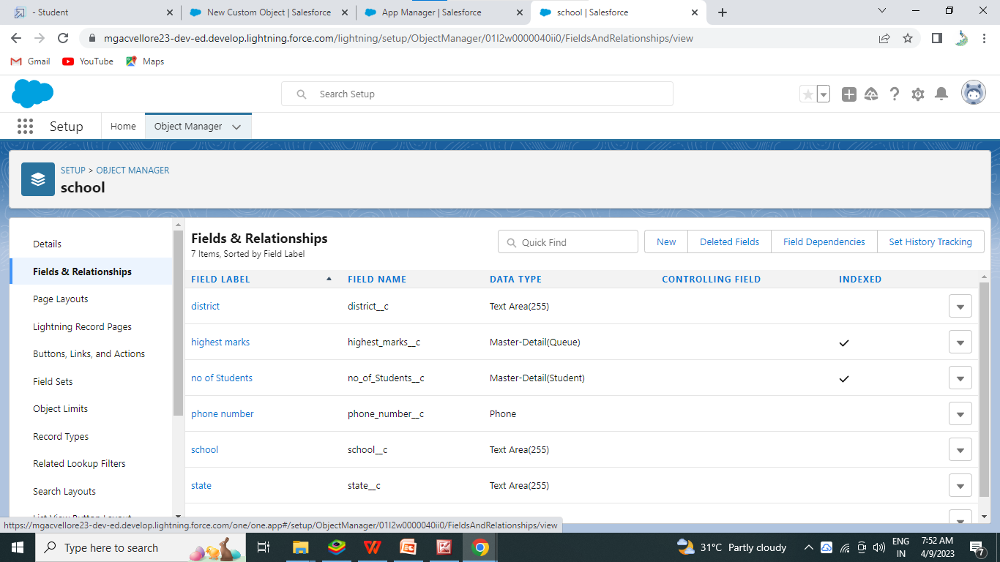 - Student
New Custom Object | Salesforce
App Manager | Salesforce
school | Salesforce
mgacvellore23-dev-ed.develop.lightning.force.com/lightning/setup/ObjectManager/01I2w0000040ii0/FieldsAndRelationships/view
Gmail
YouTube
Maps
Search Setup
Setup
Home
Object Manager
SETUP > OBJECT MANAGER
school
Details
Fields & Relationships
Page Layouts
Lightning Record Pages
Buttons, Links, and Actions
Field Sets
Object Limits
Record Types
Related Lookup Filters
Search Layouts
List View Button Layout
Fields & Relationships
7 Items, Sorted by Field Label
Quick Find
New
Deleted Fields
Field Dependencies
Set History Tracking
FIELD LABEL FIELD NAME DATA TYPE CONTROLLING FIELD INDEXED
district district__c Text Area(255)
highest marks highest_marks__c Master-Detail(Queue)
no of Students no_of_Students__c Master-Detail(Student)
phone number phone_number__c Phone
school school__c Text Area(255)
state state__c Text Area(255)
https://mgacvellore23-dev-ed.develop.lightning.force.com/one/one.app#/setup/ObjectManager/01I2w0000040ii0/FieldsAndRelationships/view
Type here to search
31°C Partly cloudy
ENG
IN
7:52 AM
4/9/2023
7